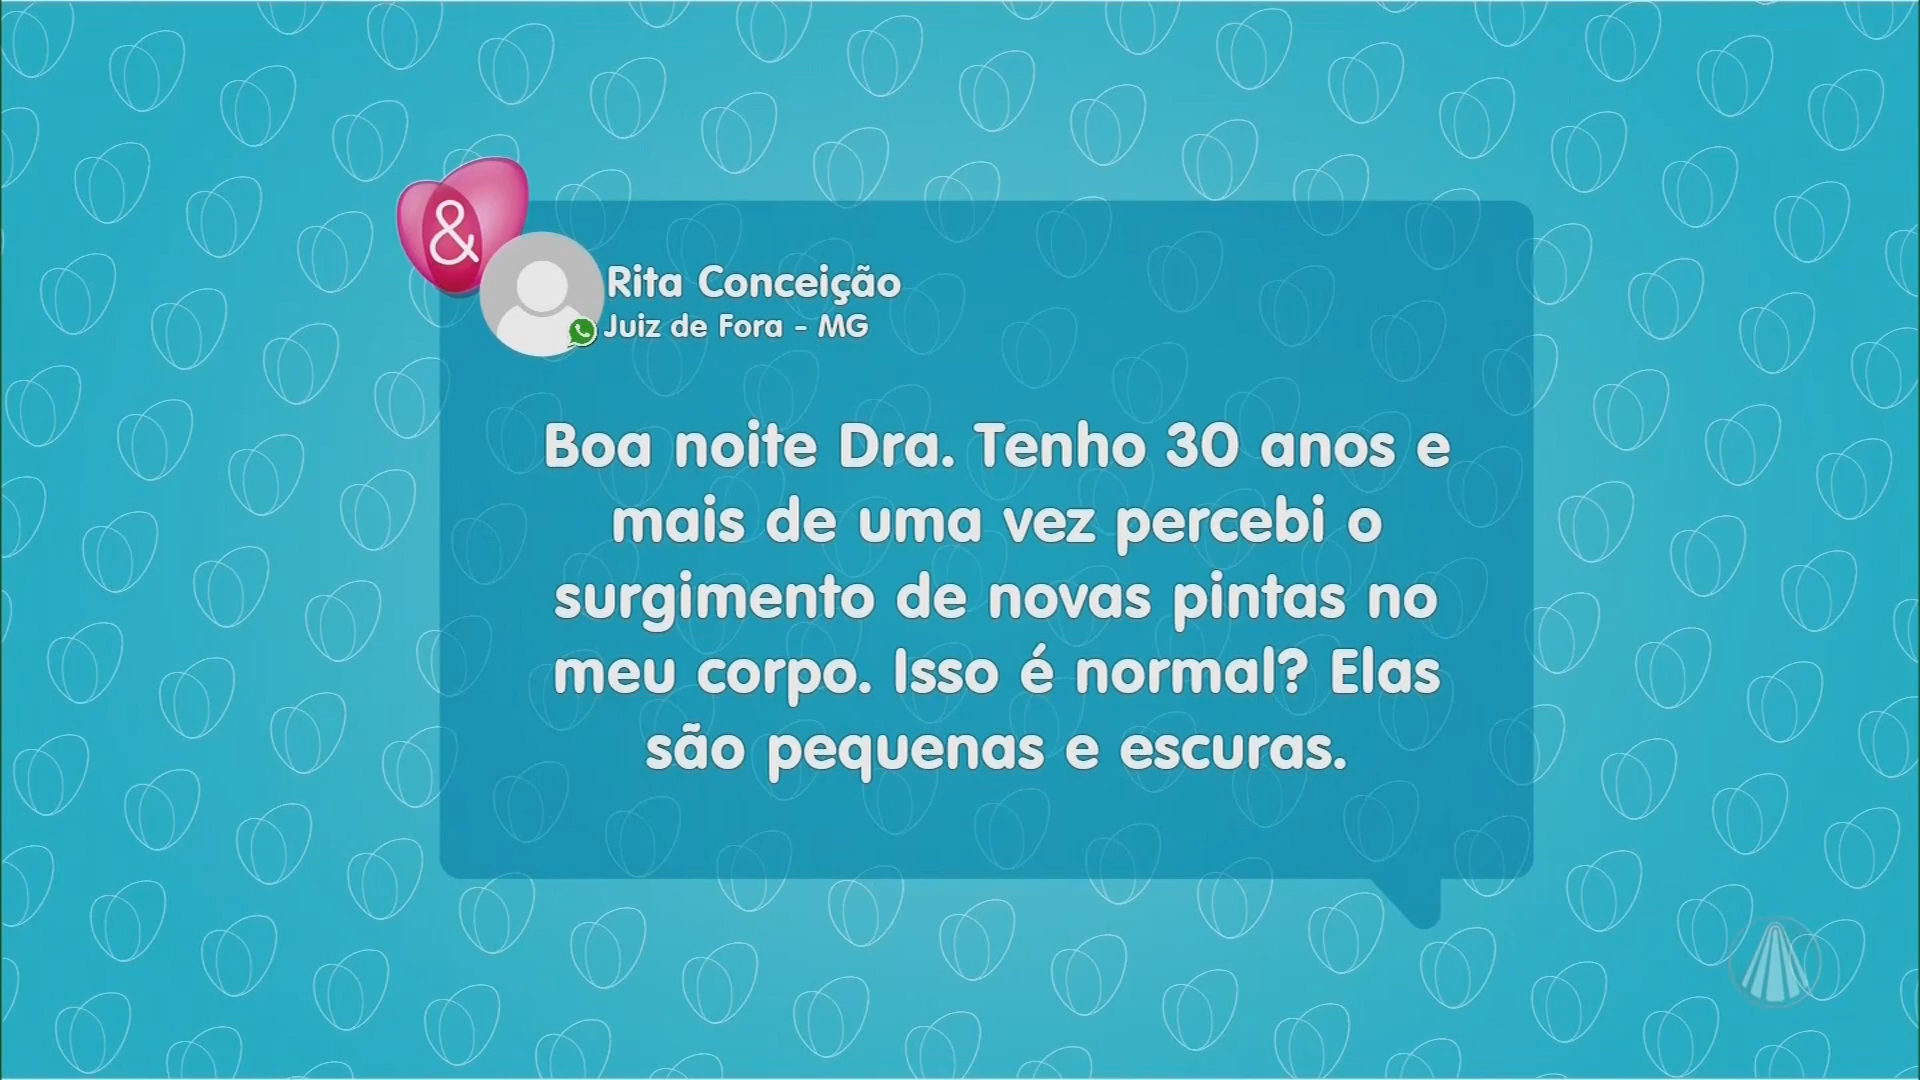 &
Rita Conceição
Juiz de Fora - MG
Boa noite Dra. Tenho 30 anos e
mais de uma vez percebi o
surgimento de novas pintas no
meu corpo. Isso é normal? Elas
são pequenas e escuras.